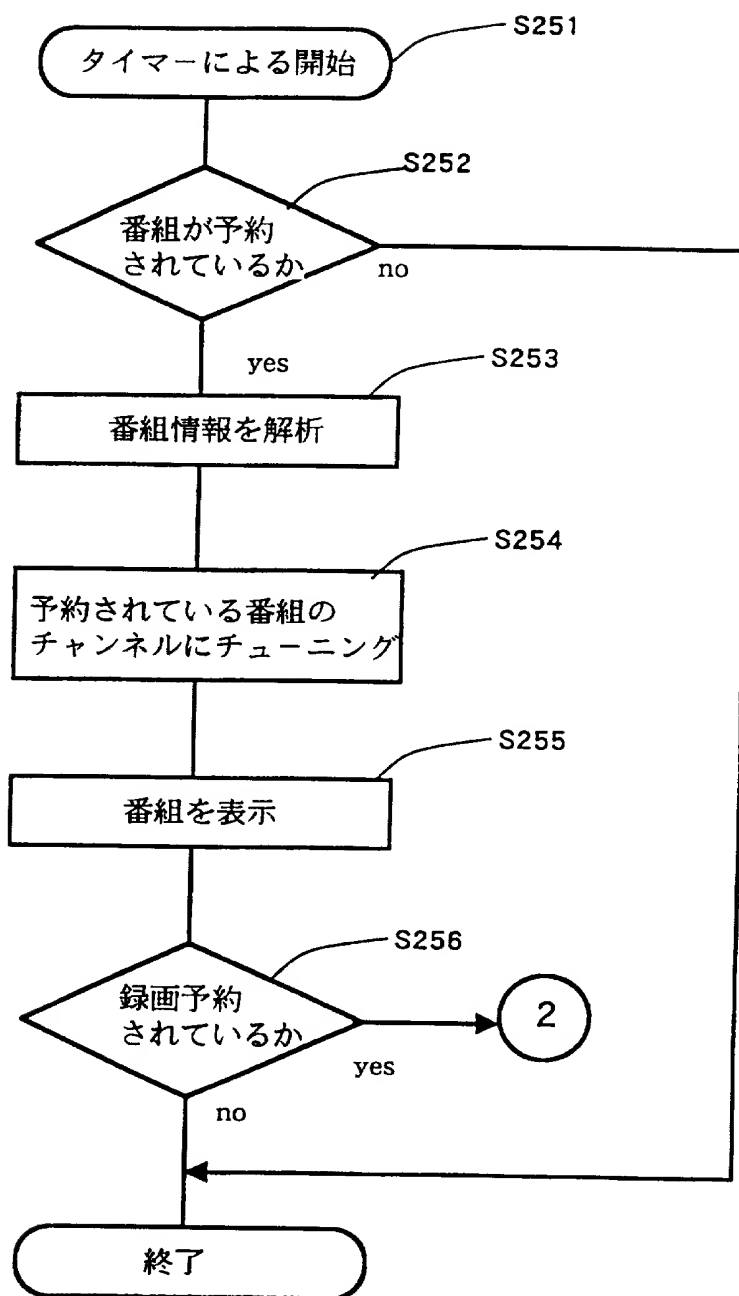 S251
タイマーによる開始
S252
番組が予約
されているか
no
yes
S253
番組情報を解析
S254
予約されている番組の
チャンネルにチューニング
S255
番組を表示
S256
録画予約
されているか
2
yes
no
終了